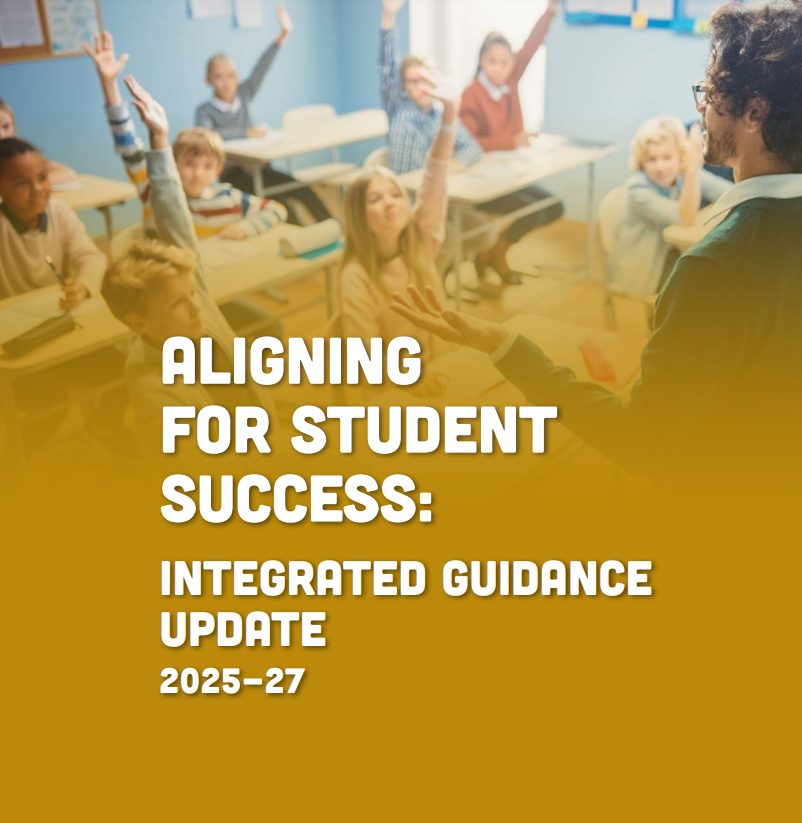 ALIGNING
FOR STUDENT
SUCCESS:
INTEGRATED GUIDANCE
UPDATE
2025–27